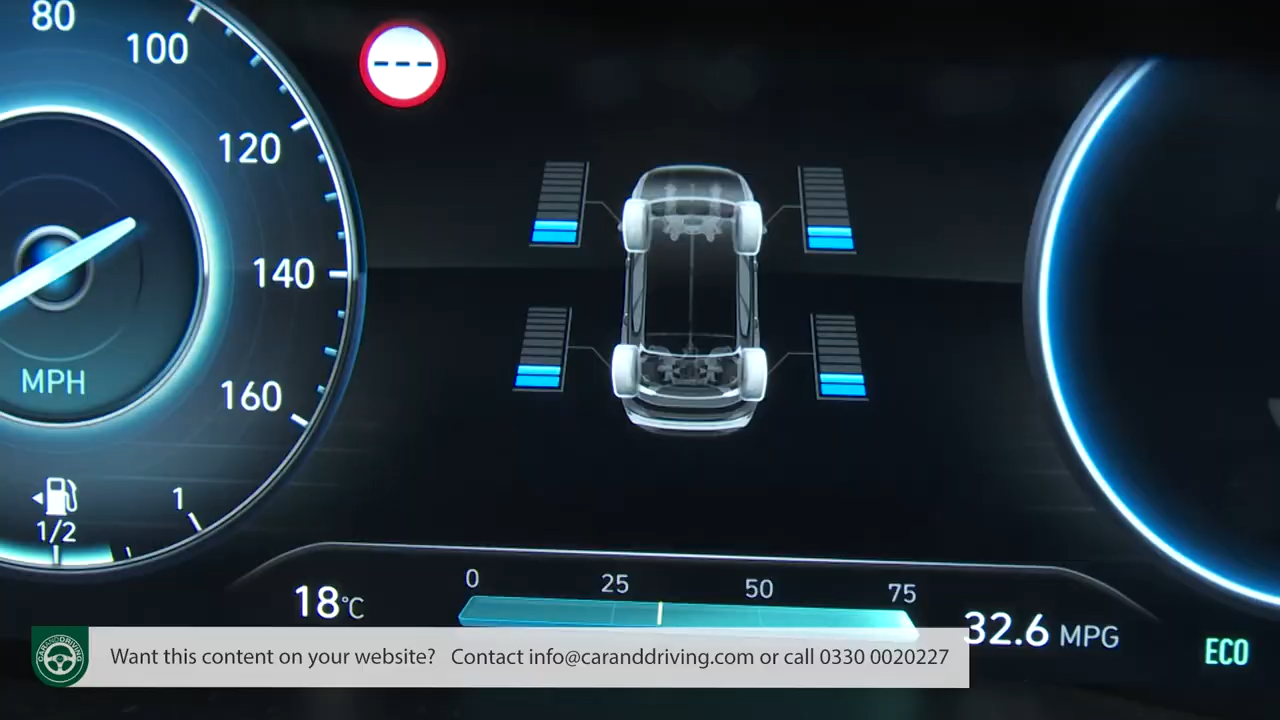 80
100
120
140
160
MPH
1/2
1
18°C
0
25
50
75
32.6 MPG
ECO
CARANDDRIVING
Want this content on your website? Contact info@caranddriving.com or call 0330 0020227